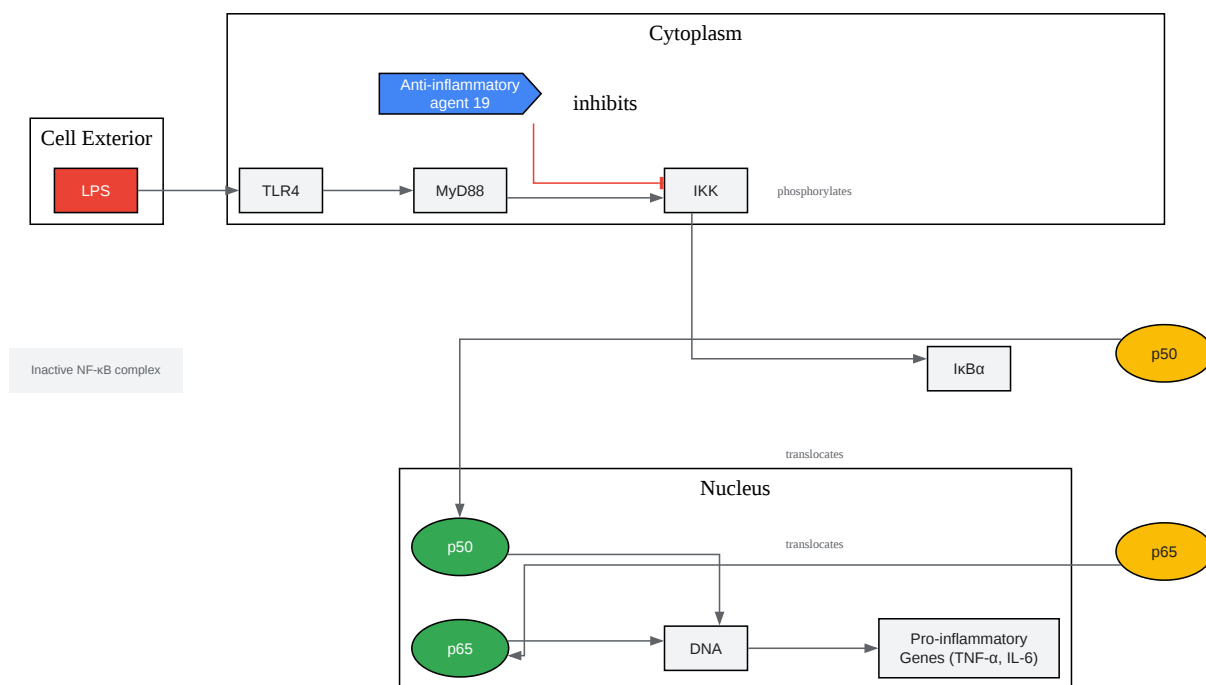 Cytoplasm
Anti-inflammatory
agent 19
inhibits
Cell Exterior
LPS
TLR4
MyD88
IKK
phosphorylates
p50
IκBα
Inactive NF-κB complex
translocates
Nucleus
p50
translocates
p65
p65
DNA
Pro-inflammatory
Genes (TNF-α, IL-6)